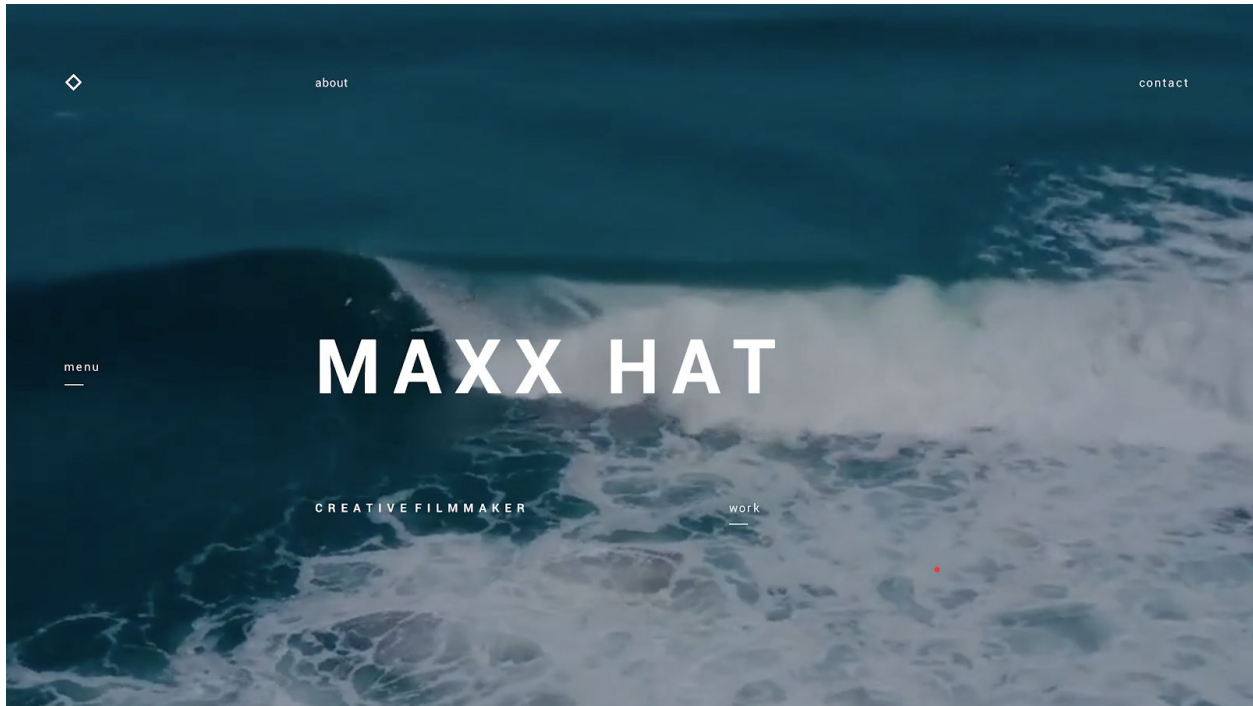 about
contact
menu
MAXX HAT
CREATIVE FILMMAKER
work